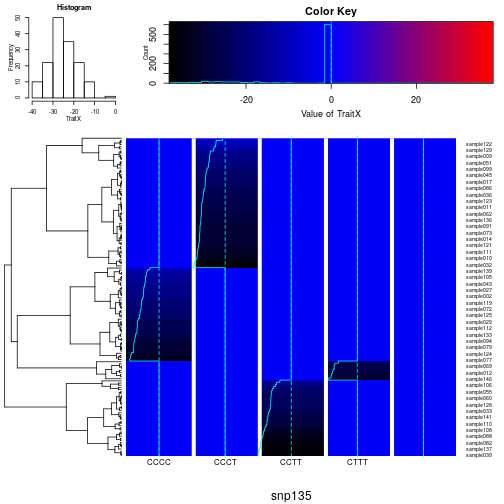 Histogram
Frequency
0 10 20 30 40 50
-40 -30 -20 -10 0
TraitX
Color Key
Count
0 200 500
-20 0 20
Value of TraitX
sample122
sample129
sample009
sample051
sample099
sample045
sample017
sample086
sample036
sample123
sample011
sample062
sample136
sample091
sample073
sample014
sample121
sample111
sample010
sample032
sample139
sample105
sample043
sample027
sample002
sample119
sample072
sample125
sample029
sample112
sample133
sample094
sample079
sample124
sample077
sample069
sample012
sample146
sample106
sample055
sample060
sample128
sample033
sample141
sample110
sample108
sample088
sample082
sample137
sample039
CCCC CCCT CCTT CTTT
snp135